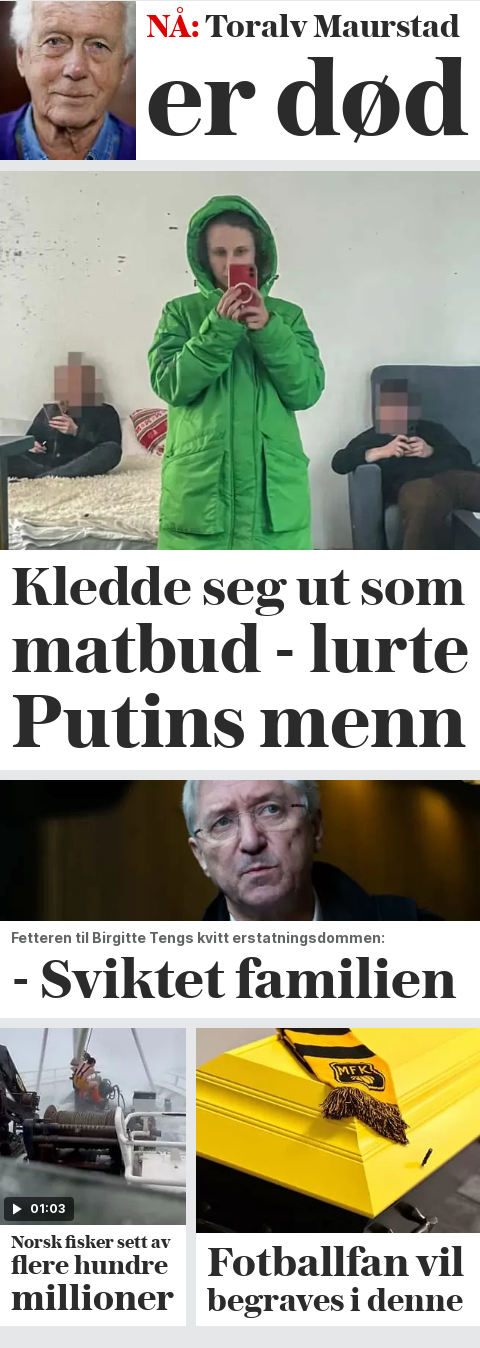 NÅ: Toralv Maurstad
er død
Kledde seg ut som
matbud - lurte
Putins menn
Fetteren til Birgitte Tengs kvitt erstatningsdommen:
- Sviktet familien
01:03
Norsk fisker sett av
flere hundre
millioner
MFK
Fotballfan vil
begraves i denne